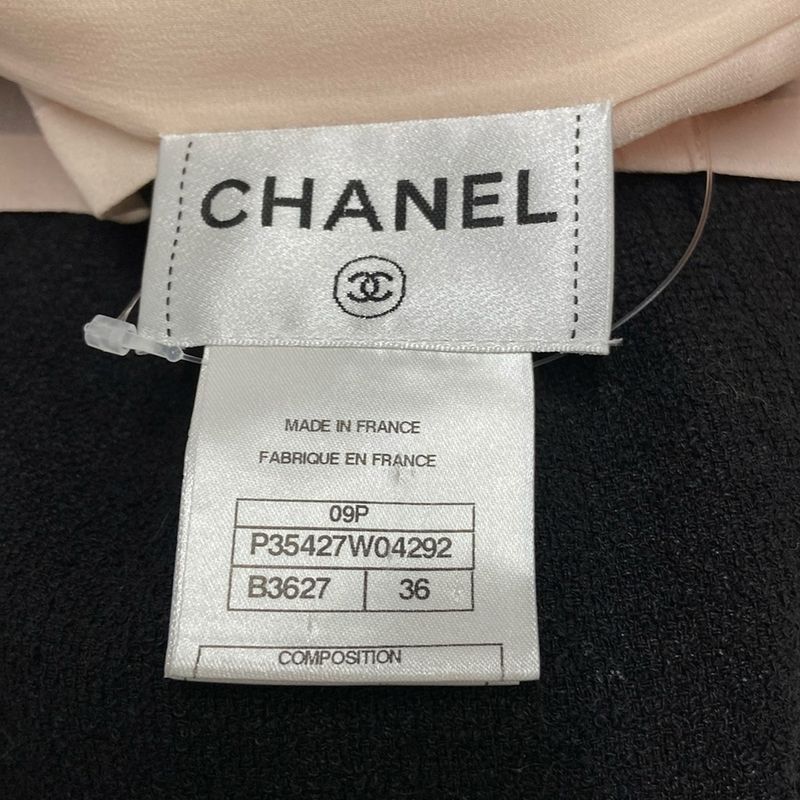 CHANEL
MADE IN FRANCE
FABRIQUE EN FRANCE
09P
P35427W04292
B3627 36
COMPOSITION